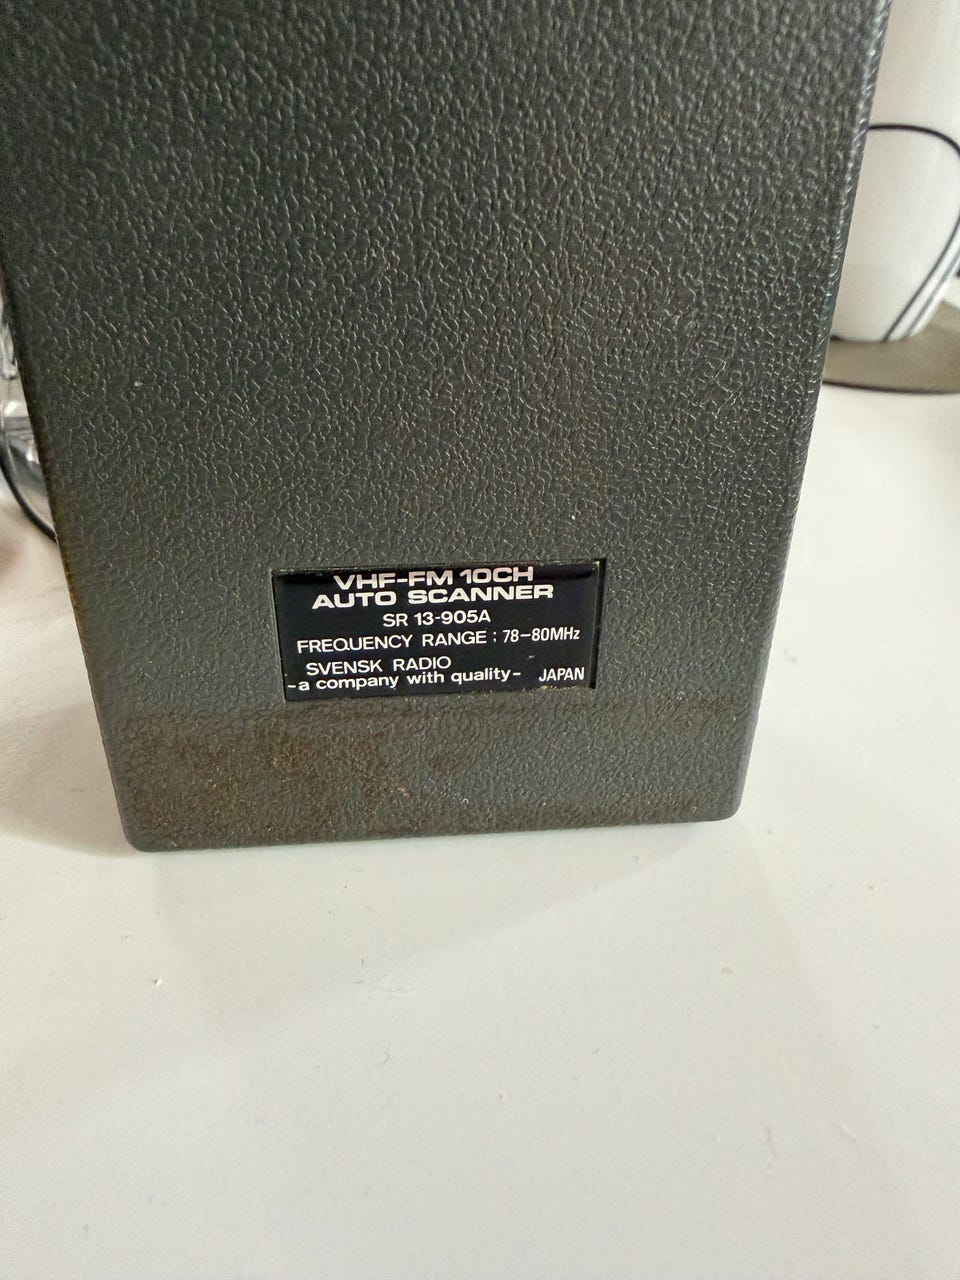 VHF-FM 10CH
AUTO SCANNER
SR 13-905A
FREQUENCY RANGE : 78-80MHz
SVENSK RADIO
-a company with quality- JAPAN